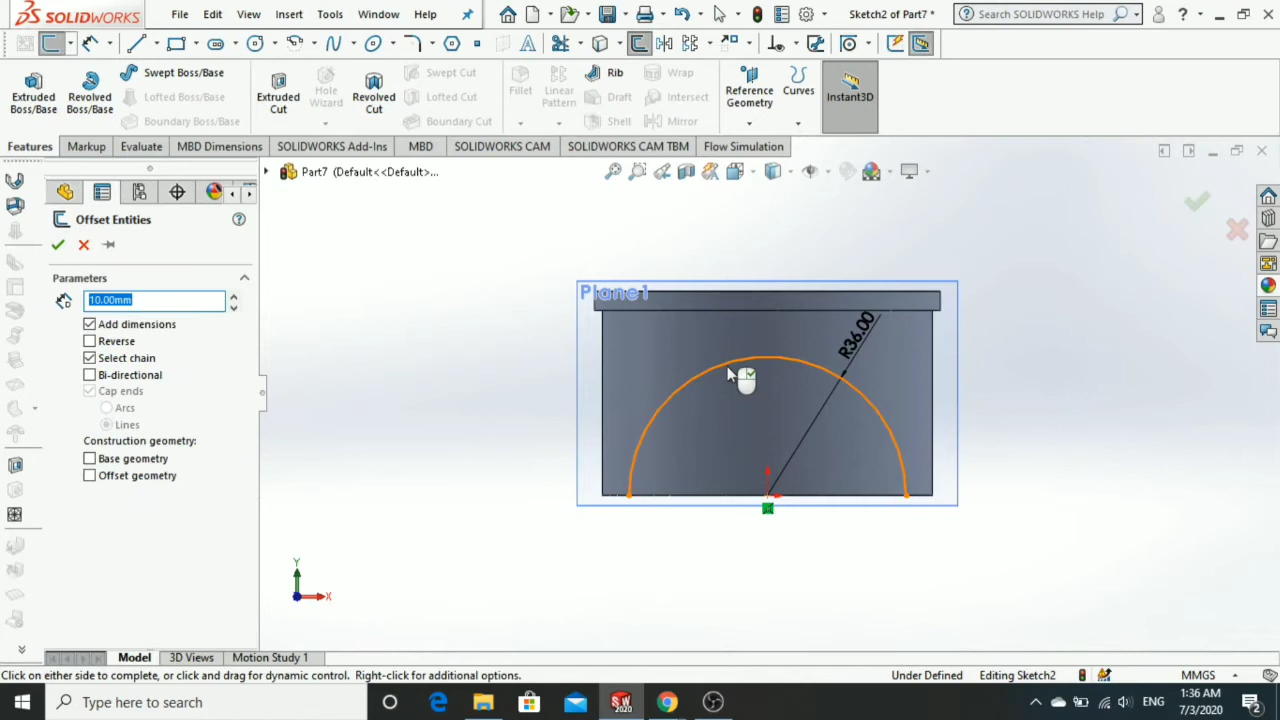 SOLIDWORKS
File Edit View Insert Tools Window Help
Sketch2 of Part7 *
Search SOLIDWORKS Help
Extruded Boss/Base
Revolved Boss/Base
Swept Boss/Base
Lofted Boss/Base
Boundary Boss/Base
Extruded Cut
Hole Wizard
Revolved Cut
Swept Cut
Lofted Cut
Boundary Cut
Fillet
Linear Pattern
Rib
Draft
Shell
Wrap
Intersect
Mirror
Reference Geometry
Curves
Instant3D
Features Markup Evaluate MBD Dimensions SOLIDWORKS Add-Ins MBD SOLIDWORKS CAM SOLIDWORKS CAM TBM Flow Simulation
Part7 (Default<<Default>...
Offset Entities
Parameters
10.00mm
Add dimensions
Reverse
Select chain
Bi-directional
Cap ends
Arcs
Lines
Construction geometry:
Base geometry
Offset geometry
Plane1
R36.00
Y
X
Model 3D Views Motion Study 1
Click on either side to complete, or click and drag for dynamic control. Right-click for additional options.
Under Defined Editing Sketch2 MMGS
Type here to search
SW 2020
ENG
1:36 AM
7/3/2020
2